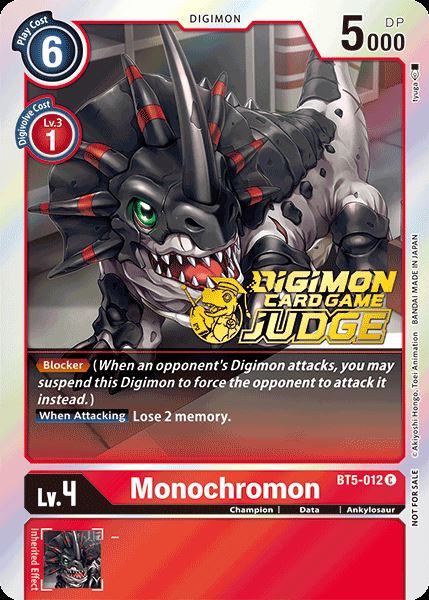 DIGIMON
Play Cost
6
DP
5000
Digivolve Cost
Lv.3
1
tyuga
DIGIMON
CARD GAME
JUDGE
Blocker (When an opponent's Digimon attacks, you may
suspend this Digimon to force the opponent to attack it
instead.)
When Attacking Lose 2 memory.
©Akiyoshi Hongo, Toei Animation BANDAI MADE IN JAPAN
NOT FOR SALE
Lv.4
Monochromon
BT5-012 C
Champion | Data | Ankylosaur
Inherited Effect
–